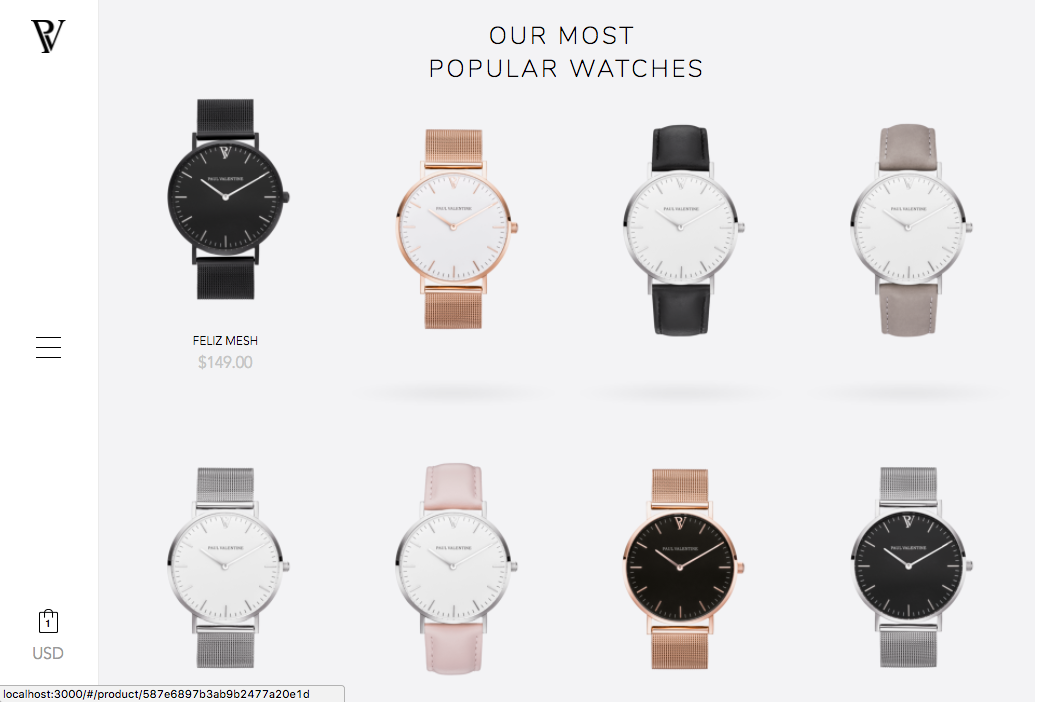 PV
OUR MOST
POPULAR WATCHES
PAUL VALENTINE
PAUL VALENTINE
PAUL VALENTINE
PAUL VALENTINE
FELIZ MESH
$149.00
PAUL VALENTINE
PAUL VALENTINE
PAUL VALENTINE
PAUL VALENTINE
1
USD
localhost:3000/#/product/587e6897b3ab9b2477a20e1d